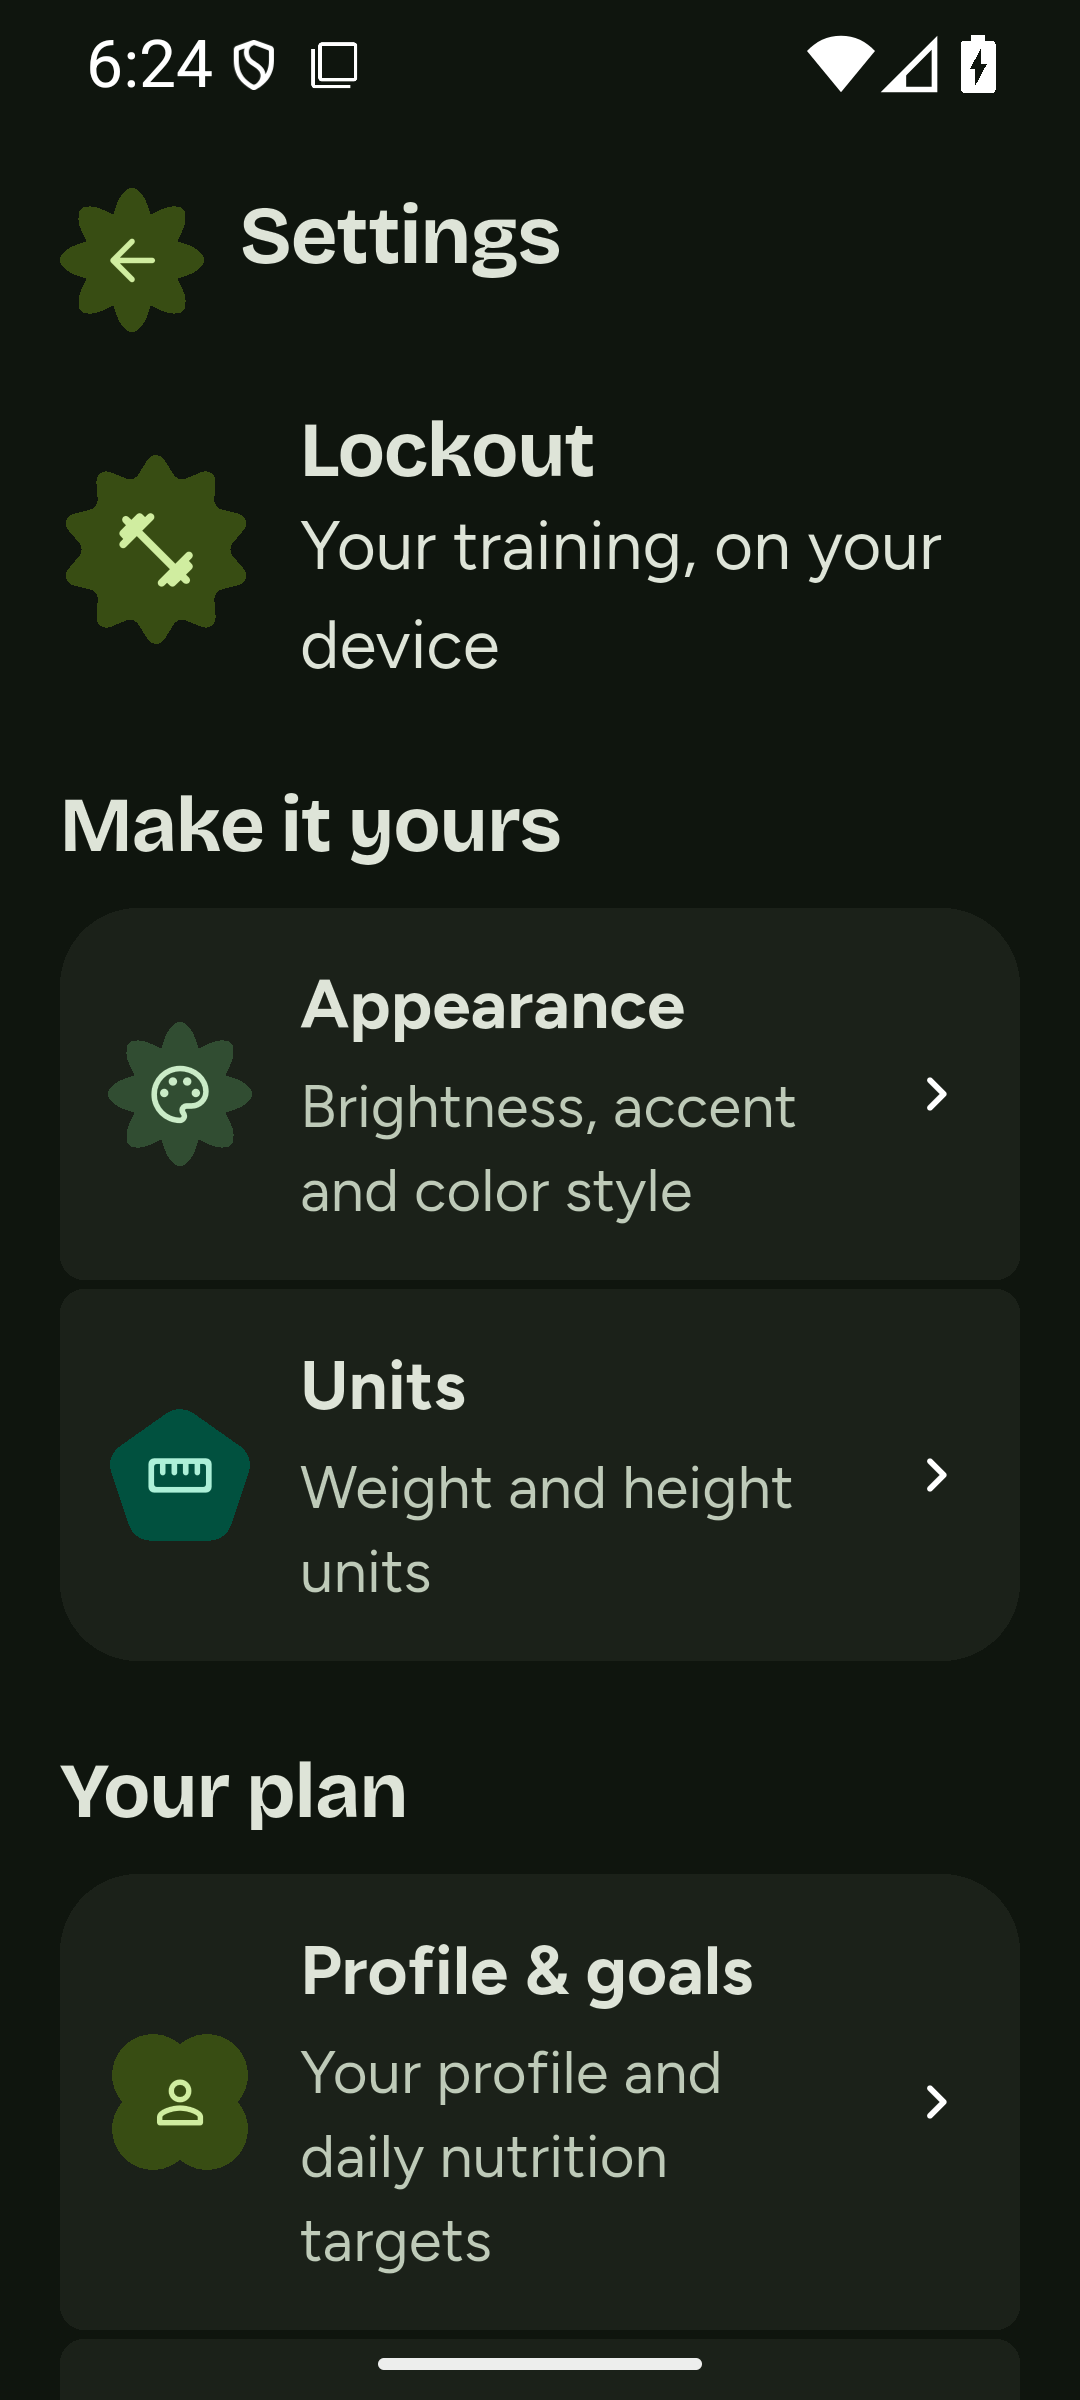 6:24
Settings
Lockout
Your training, on your
device
Make it yours
Appearance
Brightness, accent
and color style
Units
Weight and height
units
Your plan
Profile & goals
Your profile and
daily nutrition
targets